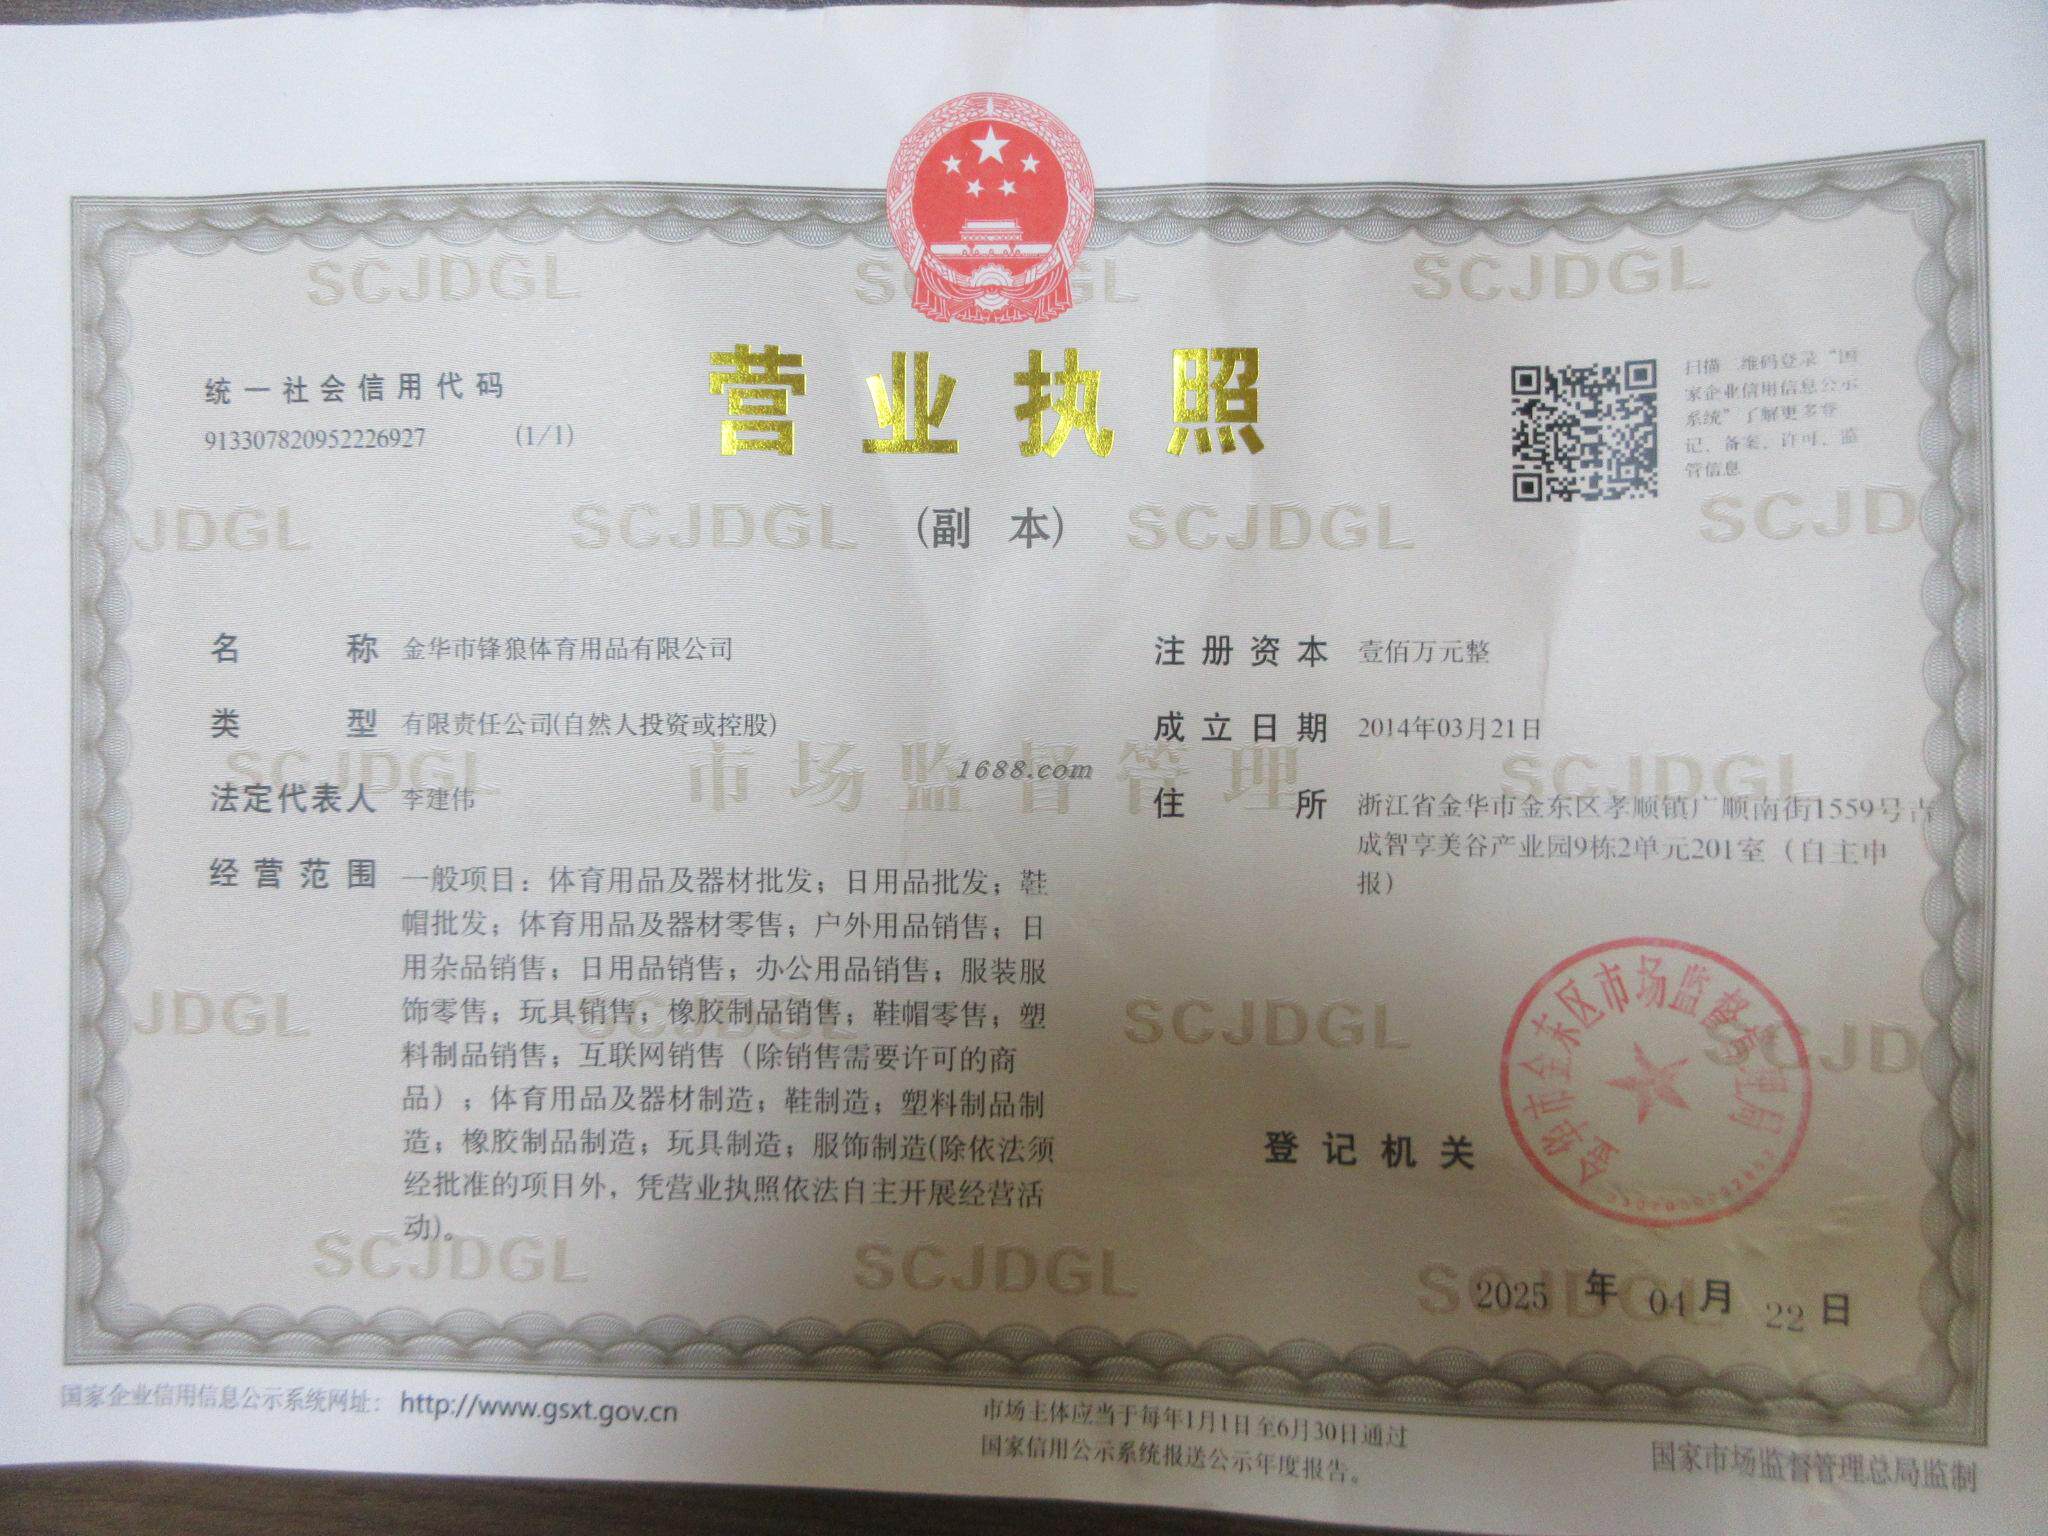 SCJDGL
SCJDGL
SCJDGL
营业执照
(副 本)
统一社会信用代码
913307820952226927 (1/1)
扫描二维码登录“国
家企业信用信息公示
系统”了解更多登
记、备案、许可、监
管信息
JDGL
SCJDGL
SCJDGL
SCJD
名 称 金华市锋狼体育用品有限公司
类 型 有限责任公司(自然人投资或控股)
法定代表人 李建伟
经营范围 一般项目：体育用品及器材批发；日用品批发；鞋
帽批发；体育用品及器材零售；户外用品销售；日
用杂品销售；日用品销售；办公用品销售；服装服
饰零售；玩具销售；橡胶制品销售；鞋帽零售；塑
料制品销售；互联网销售（除销售需要许可的商
品）；体育用品及器材制造；鞋制造；塑料制品制
造；橡胶制品制造；玩具制造；服饰制造(除依法须
经批准的项目外，凭营业执照依法自主开展经营活
动)。
注册资本 壹佰万元整
成立日期 2014年03月21日
住 所 浙江省金华市金东区孝顺镇广顺南街1559号吉
成智享美谷产业园9栋2单元201室（自主申
报）
SCJDGL
市场监督管理
SCJDGL
1688.com
JDGL
SCJDGL
SCJDGL
SCJD
金华市金东区市场监督管理局
登记机关
SCJDGL
SCJDGL
SCJDGL
2025 年 04 月 22 日
国家企业信用信息公示系统网址：http://www.gsxt.gov.cn
市场主体应当于每年1月1日至6月30日通过
国家信用公示系统报送公示年度报告。
国家市场监督管理总局监制